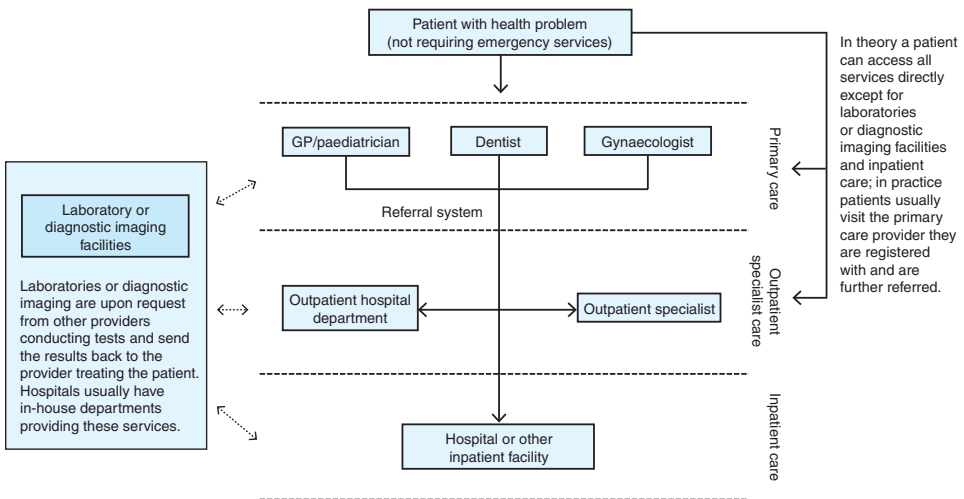 Patient with health problem
(not requiring emergency services)
In theory a patient
can access all
services directly
except for
laboratories
or diagnostic
imaging facilities
and inpatient
care; in practice
patients usually
visit the primary
care provider they
are registered
with and are
further referred.
GP/paediatrician
Dentist
Gynaecologist
Primary care
Referral system
Laboratory or
diagnostic imaging
facilities
Laboratories or diagnostic
imaging are upon request
from other providers
conducting tests and send
the results back to the
provider treating the patient.
Hospitals usually have
in-house departments
providing these services.
Outpatient hospital
department
Outpatient specialist
Outpatient
specialist care
Hospital or other
inpatient facility
Inpatient care